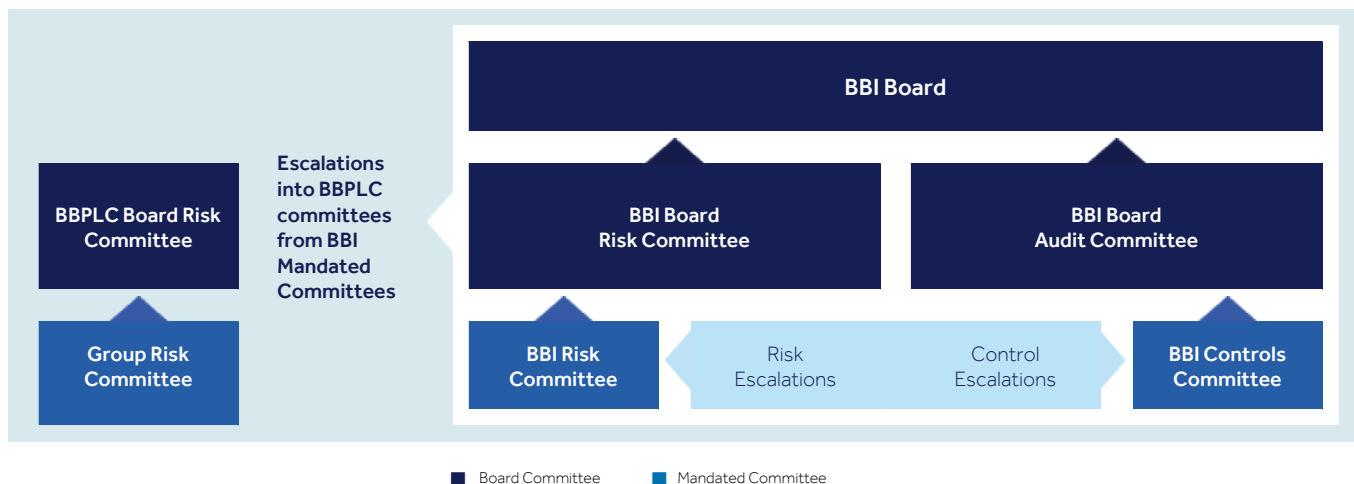 BBI Board
Escalations
into BBPLC
committees
from BBI
Mandated
Committees
BBPLC Board Risk
Committee
BBI Board
Risk Committee
BBI Board
Audit Committee
Group Risk
Committee
BBI Risk
Committee
Risk
Escalations
Control
Escalations
BBI Controls
Committee
Board Committee
Mandated Committee